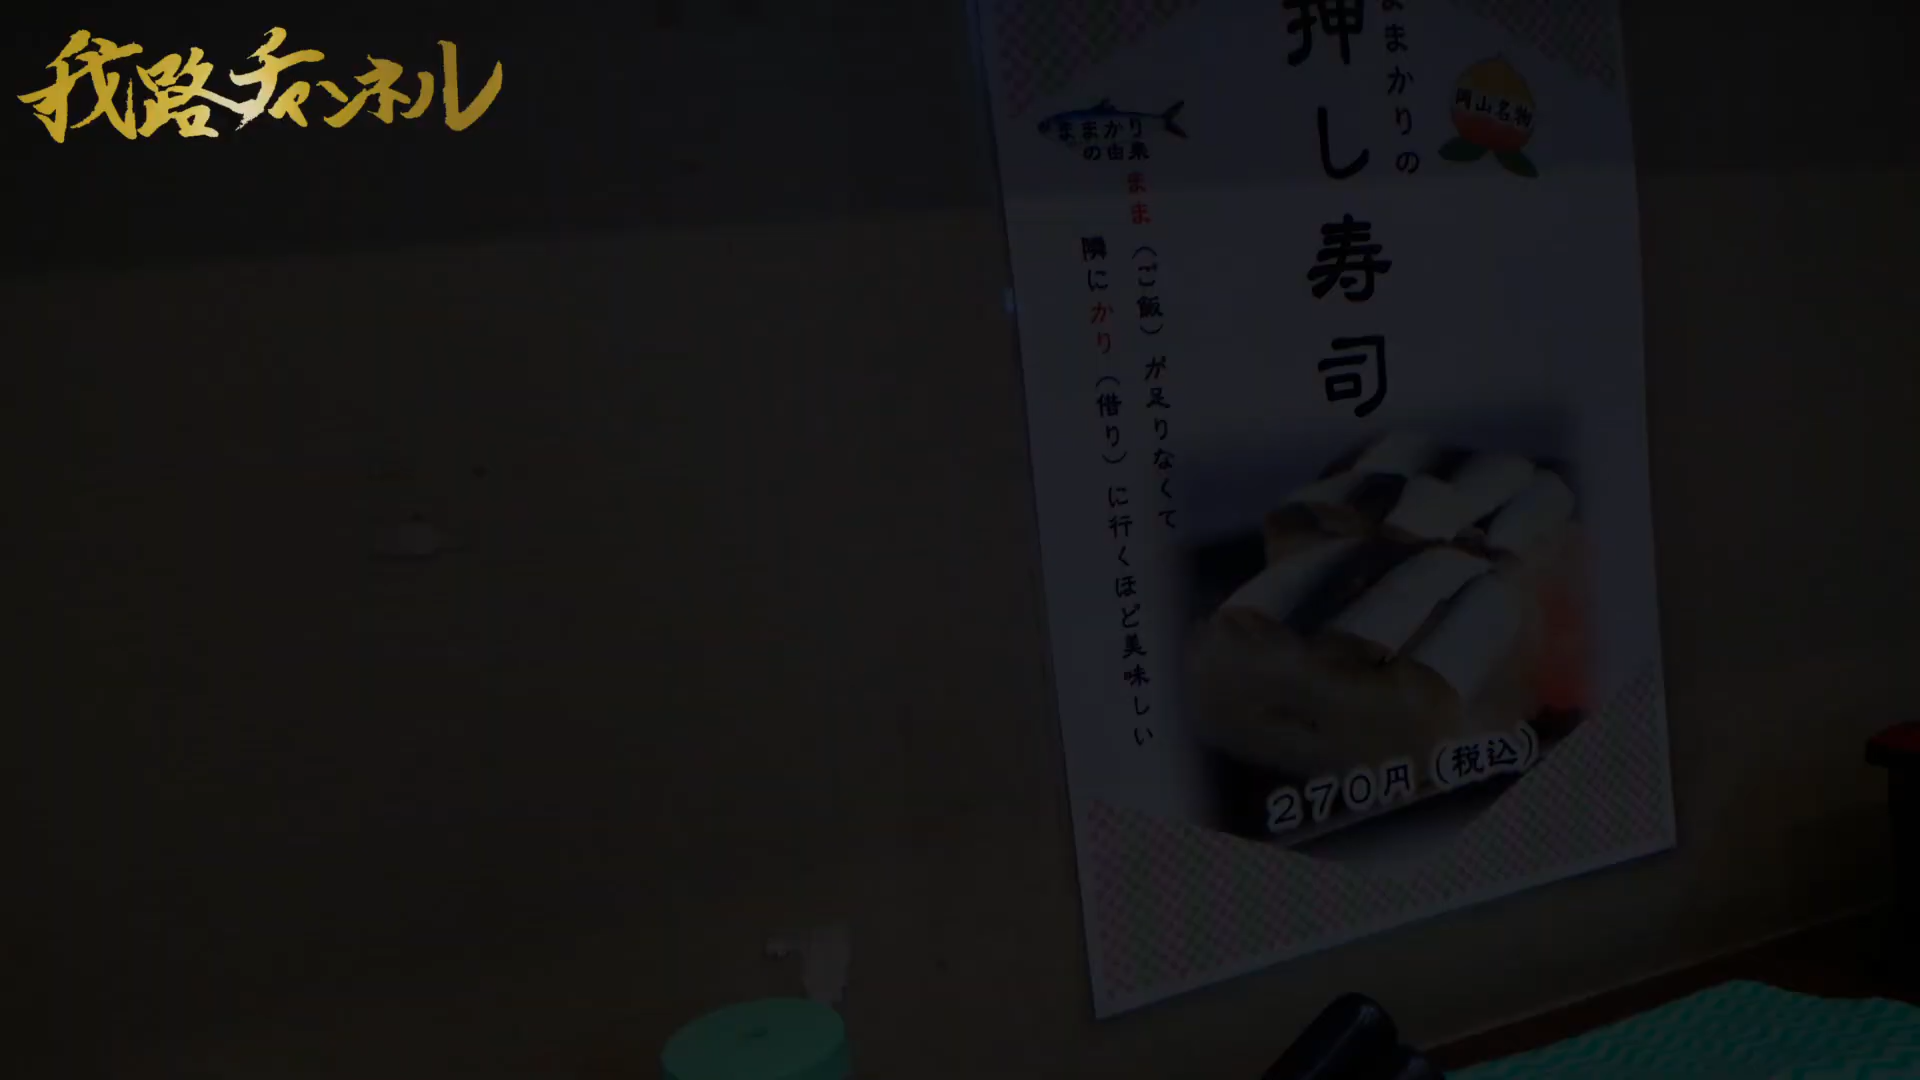 我路チャンネル
まかりの
押し寿司
岡山名物
ままかり
の由来
まま（ご飯）が足りなくて
隣にかり（借り）に行くほど美味しい
270円（税込）